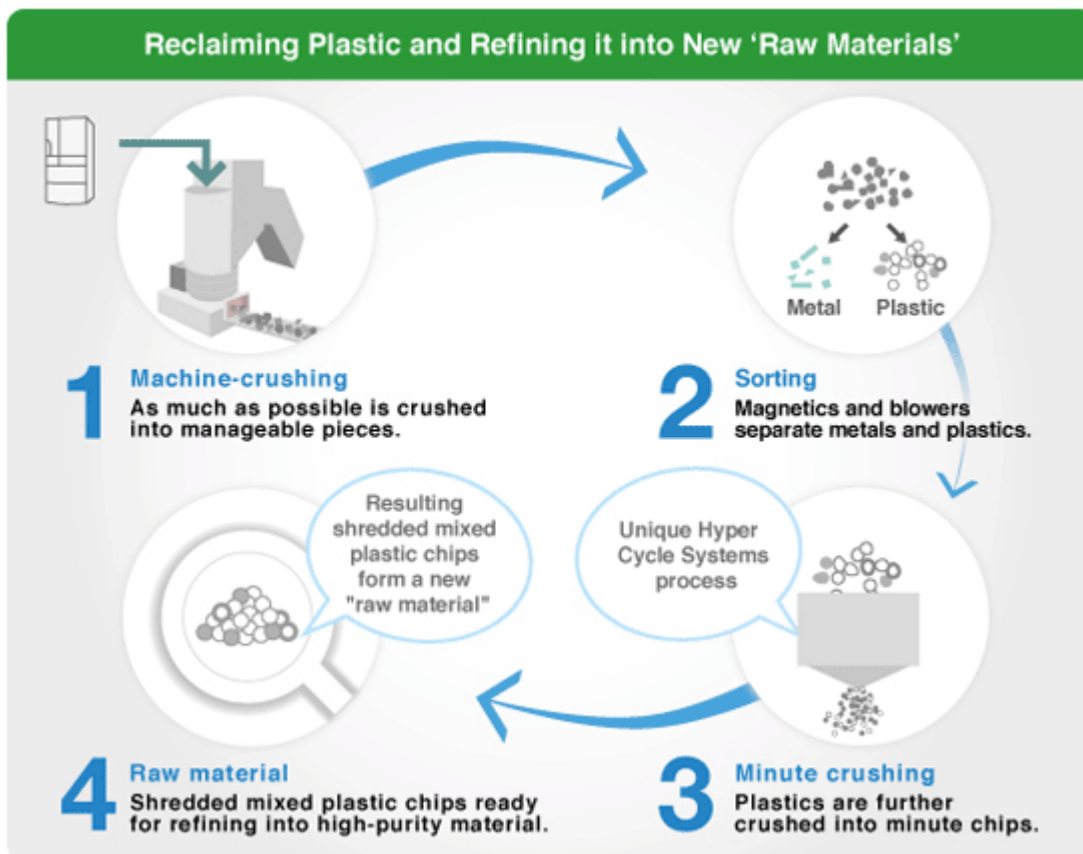 Reclaiming Plastic and Refining it into New ‘Raw Materials’
1
Machine-crushing
As much as possible is crushed
into manageable pieces.
Metal
Plastic
2
Sorting
Magnetics and blowers
separate metals and plastics.
Unique Hyper
Cycle Systems
process
3
Minute crushing
Plastics are further
crushed into minute chips.
Resulting
shredded mixed
plastic chips
form a new
"raw material"
4
Raw material
Shredded mixed plastic chips ready
for refining into high-purity material.